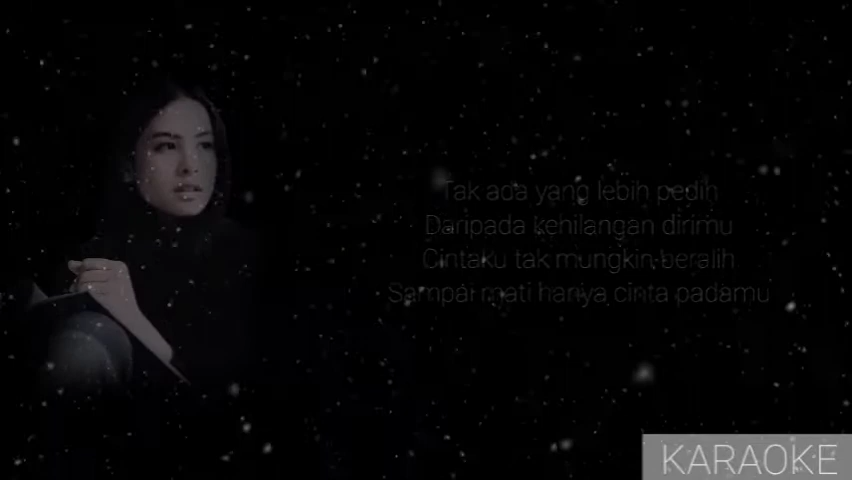 Tak ada yang lebih pedih
Daripada kehilangan dirimu
Cintaku tak mungkin beralih
Sampai mati hanya cinta padamu
KARAOKE